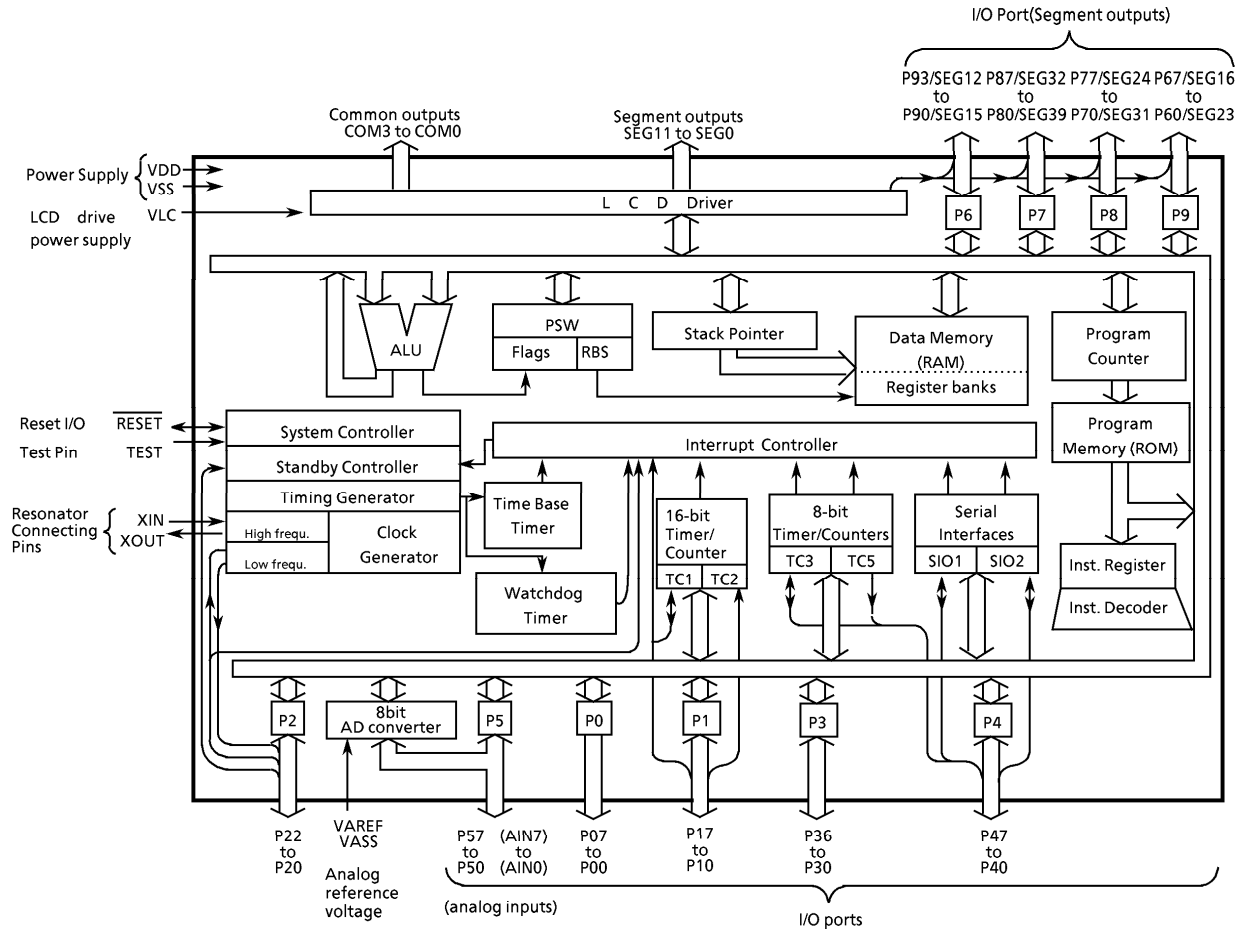 I/O Port(Segment outputs)
P93/SEG12 P87/SEG32 P77/SEG24 P67/SEG16
to to to to
P90/SEG15 P80/SEG39 P70/SEG31 P60/SEG23
Common outputs
COM3 to COM0
Segment outputs
SEG11 to SEG0
Power Supply
VDD
VSS
LCD drive
power supply
VLC
L C D Driver
P6
P7
P8
P9
ALU
PSW
Flags
RBS
Stack Pointer
Data Memory
(RAM)
Register banks
Program
Counter
Reset I/O
RESET
Test Pin
TEST
System Controller
Standby Controller
Timing Generator
High frequ.
Low frequ.
Clock
Generator
Interrupt Controller
Program
Memory (ROM)
Resonator
Connecting
Pins
XIN
XOUT
Time Base
Timer
Watchdog
Timer
16-bit
Timer/
Counter
TC1
TC2
8-bit
Timer/Counters
TC3
TC5
Serial
Interfaces
SIO1
SIO2
Inst. Register
Inst. Decoder
P2
8bit
AD converter
P5
P0
P1
P3
P4
P22
to
P20
VAREF
VASS
Analog
reference
voltage
P57 (AIN7)
to to
P50 (AIN0)
(analog inputs)
P07
to
P00
P17
to
P10
P36
to
P30
P47
to
P40
I/O ports